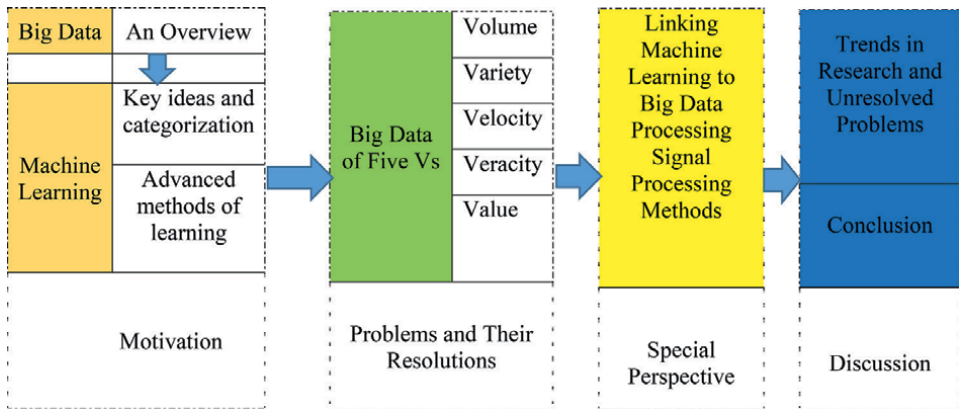 Big Data
An Overview
Machine
Learning
Key ideas and
categorization
Advanced
methods of
learning
Motivation
Big Data
of Five Vs
Volume
Variety
Velocity
Veracity
Value
Problems and Their
Resolutions
Linking
Machine
Learning to
Big Data
Processing
Signal
Processing
Methods
Special
Perspective
Trends in
Research and
Unresolved
Problems
Conclusion
Discussion